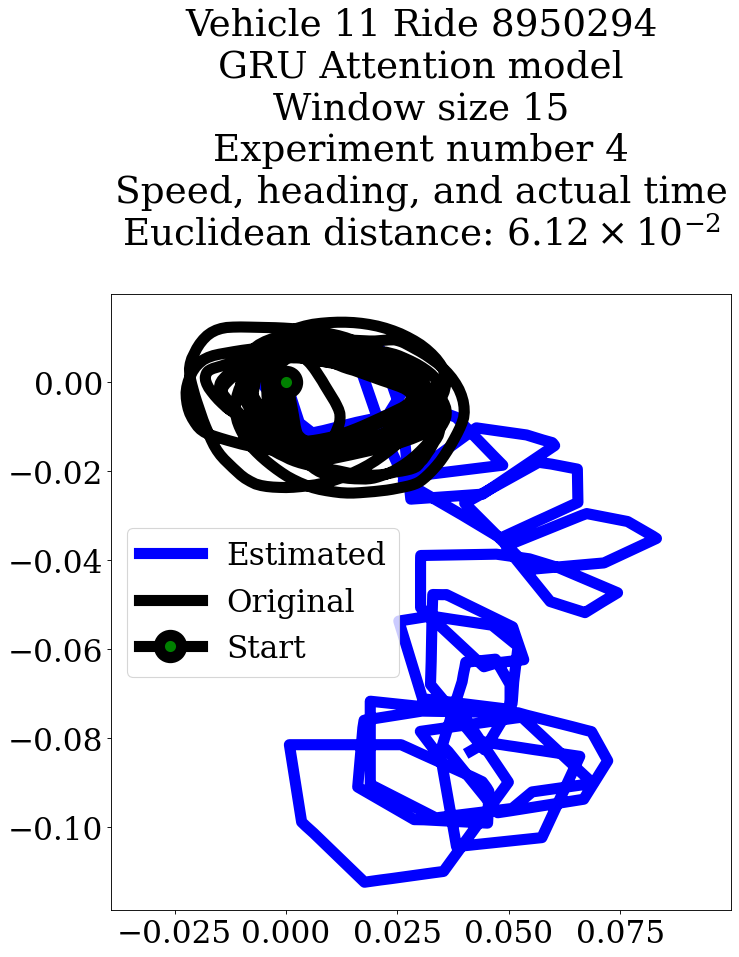 Vehicle 11 Ride 8950294
GRU Attention model
Window size 15
Experiment number 4
Speed, heading, and actual time
Euclidean distance: 6.12 × 10⁻²
0.00
−0.02
−0.04
−0.06
−0.08
−0.10
Estimated
Original
Start
−0.025 0.000 0.025 0.050 0.075